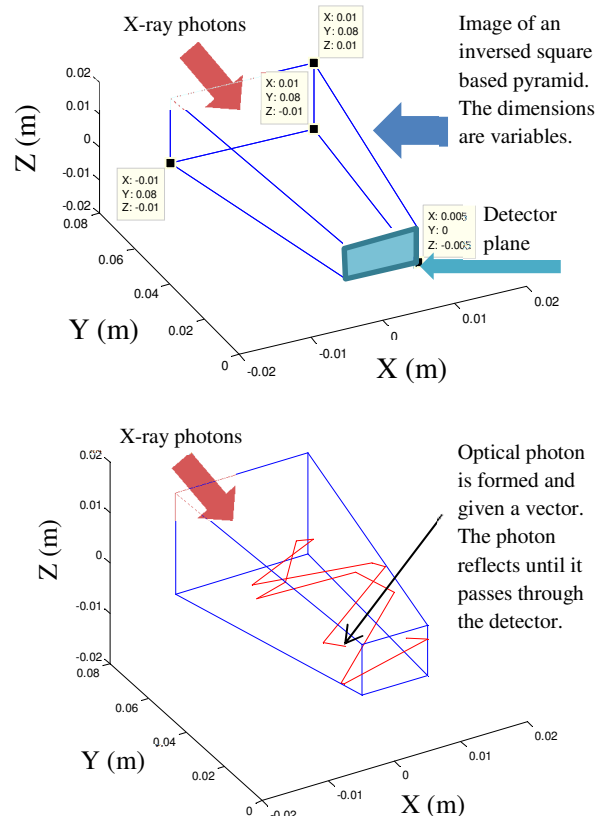 X-ray photons
X: 0.01
Y: 0.08
Z: 0.01
Image of an
inversed square
based pyramid.
The dimensions
are variables.
X: 0.01
Y: 0.08
Z: -0.01
X: -0.01
Y: 0.08
Z: -0.01
X: 0.005
Y: 0
Z: -0.005
Detector
plane
Z (m)
0.02
0.01
0
-0.01
-0.02
0.08
0.06
0.04
0.02
0
Y (m)
-0.02
-0.01
0
0.01
0.02
X (m)
X-ray photons
Optical photon
is formed and
given a vector.
The photon
reflects until it
passes through
the detector.
Z (m)
0.02
0.01
0
-0.01
-0.02
0.08
0.06
0.04
0.02
0
Y (m)
-0.02
-0.01
0
0.01
0.02
X (m)